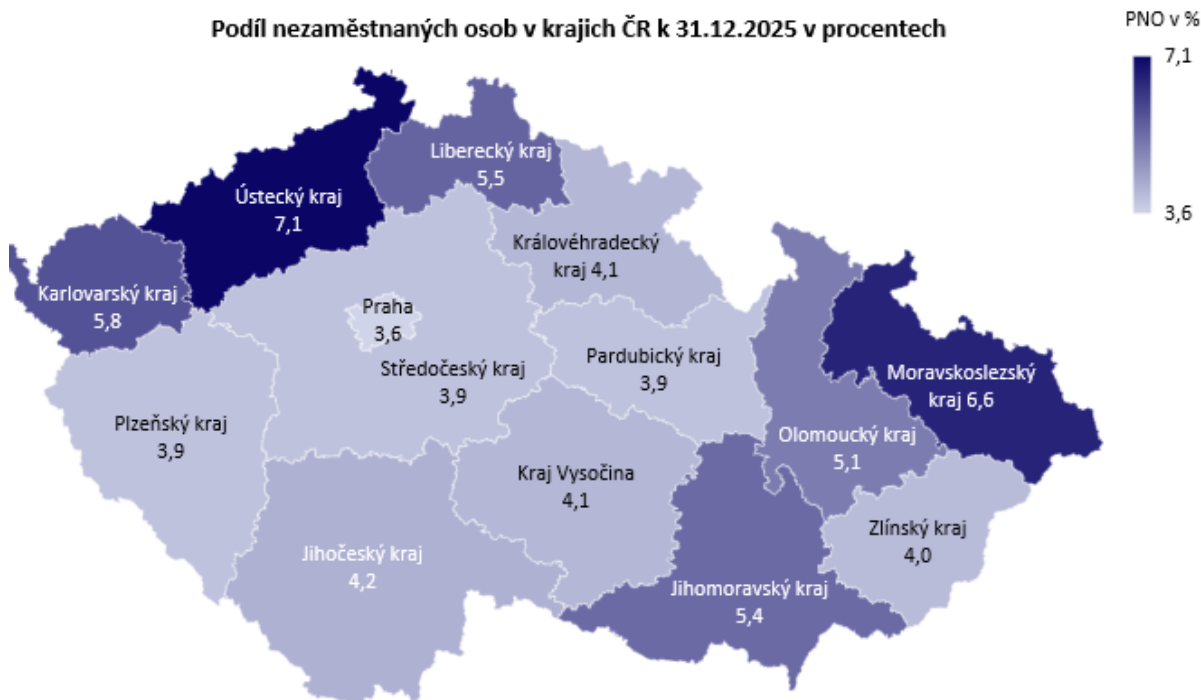 Podíl nezaměstnaných osob v krajich ČR k 31.12.2025 v procentech
PNO v %
7,1
3,6
Liberecký kraj
5,5
Ústecký kraj
7,1
Královéhradecký
kraj 4,1
Karlovarský kraj
5,8
Praha
3,6
Středočeský kraj
3,9
Pardubický kraj
3,9
Moravskoslezský
kraj 6,6
Plzeňský kraj
3,9
Olomoucký kraj
5,1
Kraj Vysočina
4,1
Zlínský kraj
4,0
Jihočeský kraj
4,2
Jihomoravský kraj
5,4